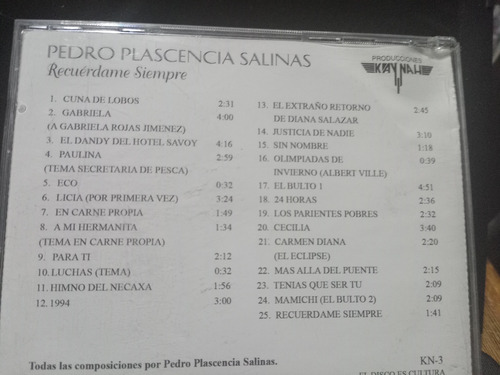 PEDRO PLASCENCIA SALINAS
Recuérdame Siempre
PRODUCCIONES
KAYNAH
1. CUNA DE LOBOS 2:31
2. GABRIELA 4:00
(A GABRIELA ROJAS JIMENEZ)
3. EL DANDY DEL HOTEL SAVOY 4:16
4. PAULINA 2:59
(TEMA SECRETARIA DE PESCA)
5. ECO 0:32
6. LICIA (POR PRIMERA VEZ) 3:24
7. EN CARNE PROPIA 1:49
8. A MI HERMANITA 1:34
(TEMA EN CARNE PROPIA)
9. PARA TI 2:12
10. LUCHAS (TEMA) 0:32
11. HIMNO DEL NECAXA 1:56
12. 1994 3:00
13. EL EXTRAÑO RETORNO 2:45
DE DIANA SALAZAR
14. JUSTICIA DE NADIE 3:10
15. SIN NOMBRE 1:18
16. OLIMPIADAS DE 0:39
INVIERNO (ALBERT VILLE)
17. EL BULTO 1 4:51
18. 24 HORAS 2:36
19. LOS PARIENTES POBRES 2:32
20. CECILIA 3:40
21. CARMEN DIANA 2:20
(EL ECLIPSE)
22. MAS ALLA DEL PUENTE 2:15
23. TENIAS QUE SER TU 2:09
24. MAMICHI (EL BULTO 2) 2:09
25. RECUERDAME SIEMPRE 1:41
Todas las composiciones por Pedro Plascencia Salinas.
KN-3
EL DISCO ES CULTURA